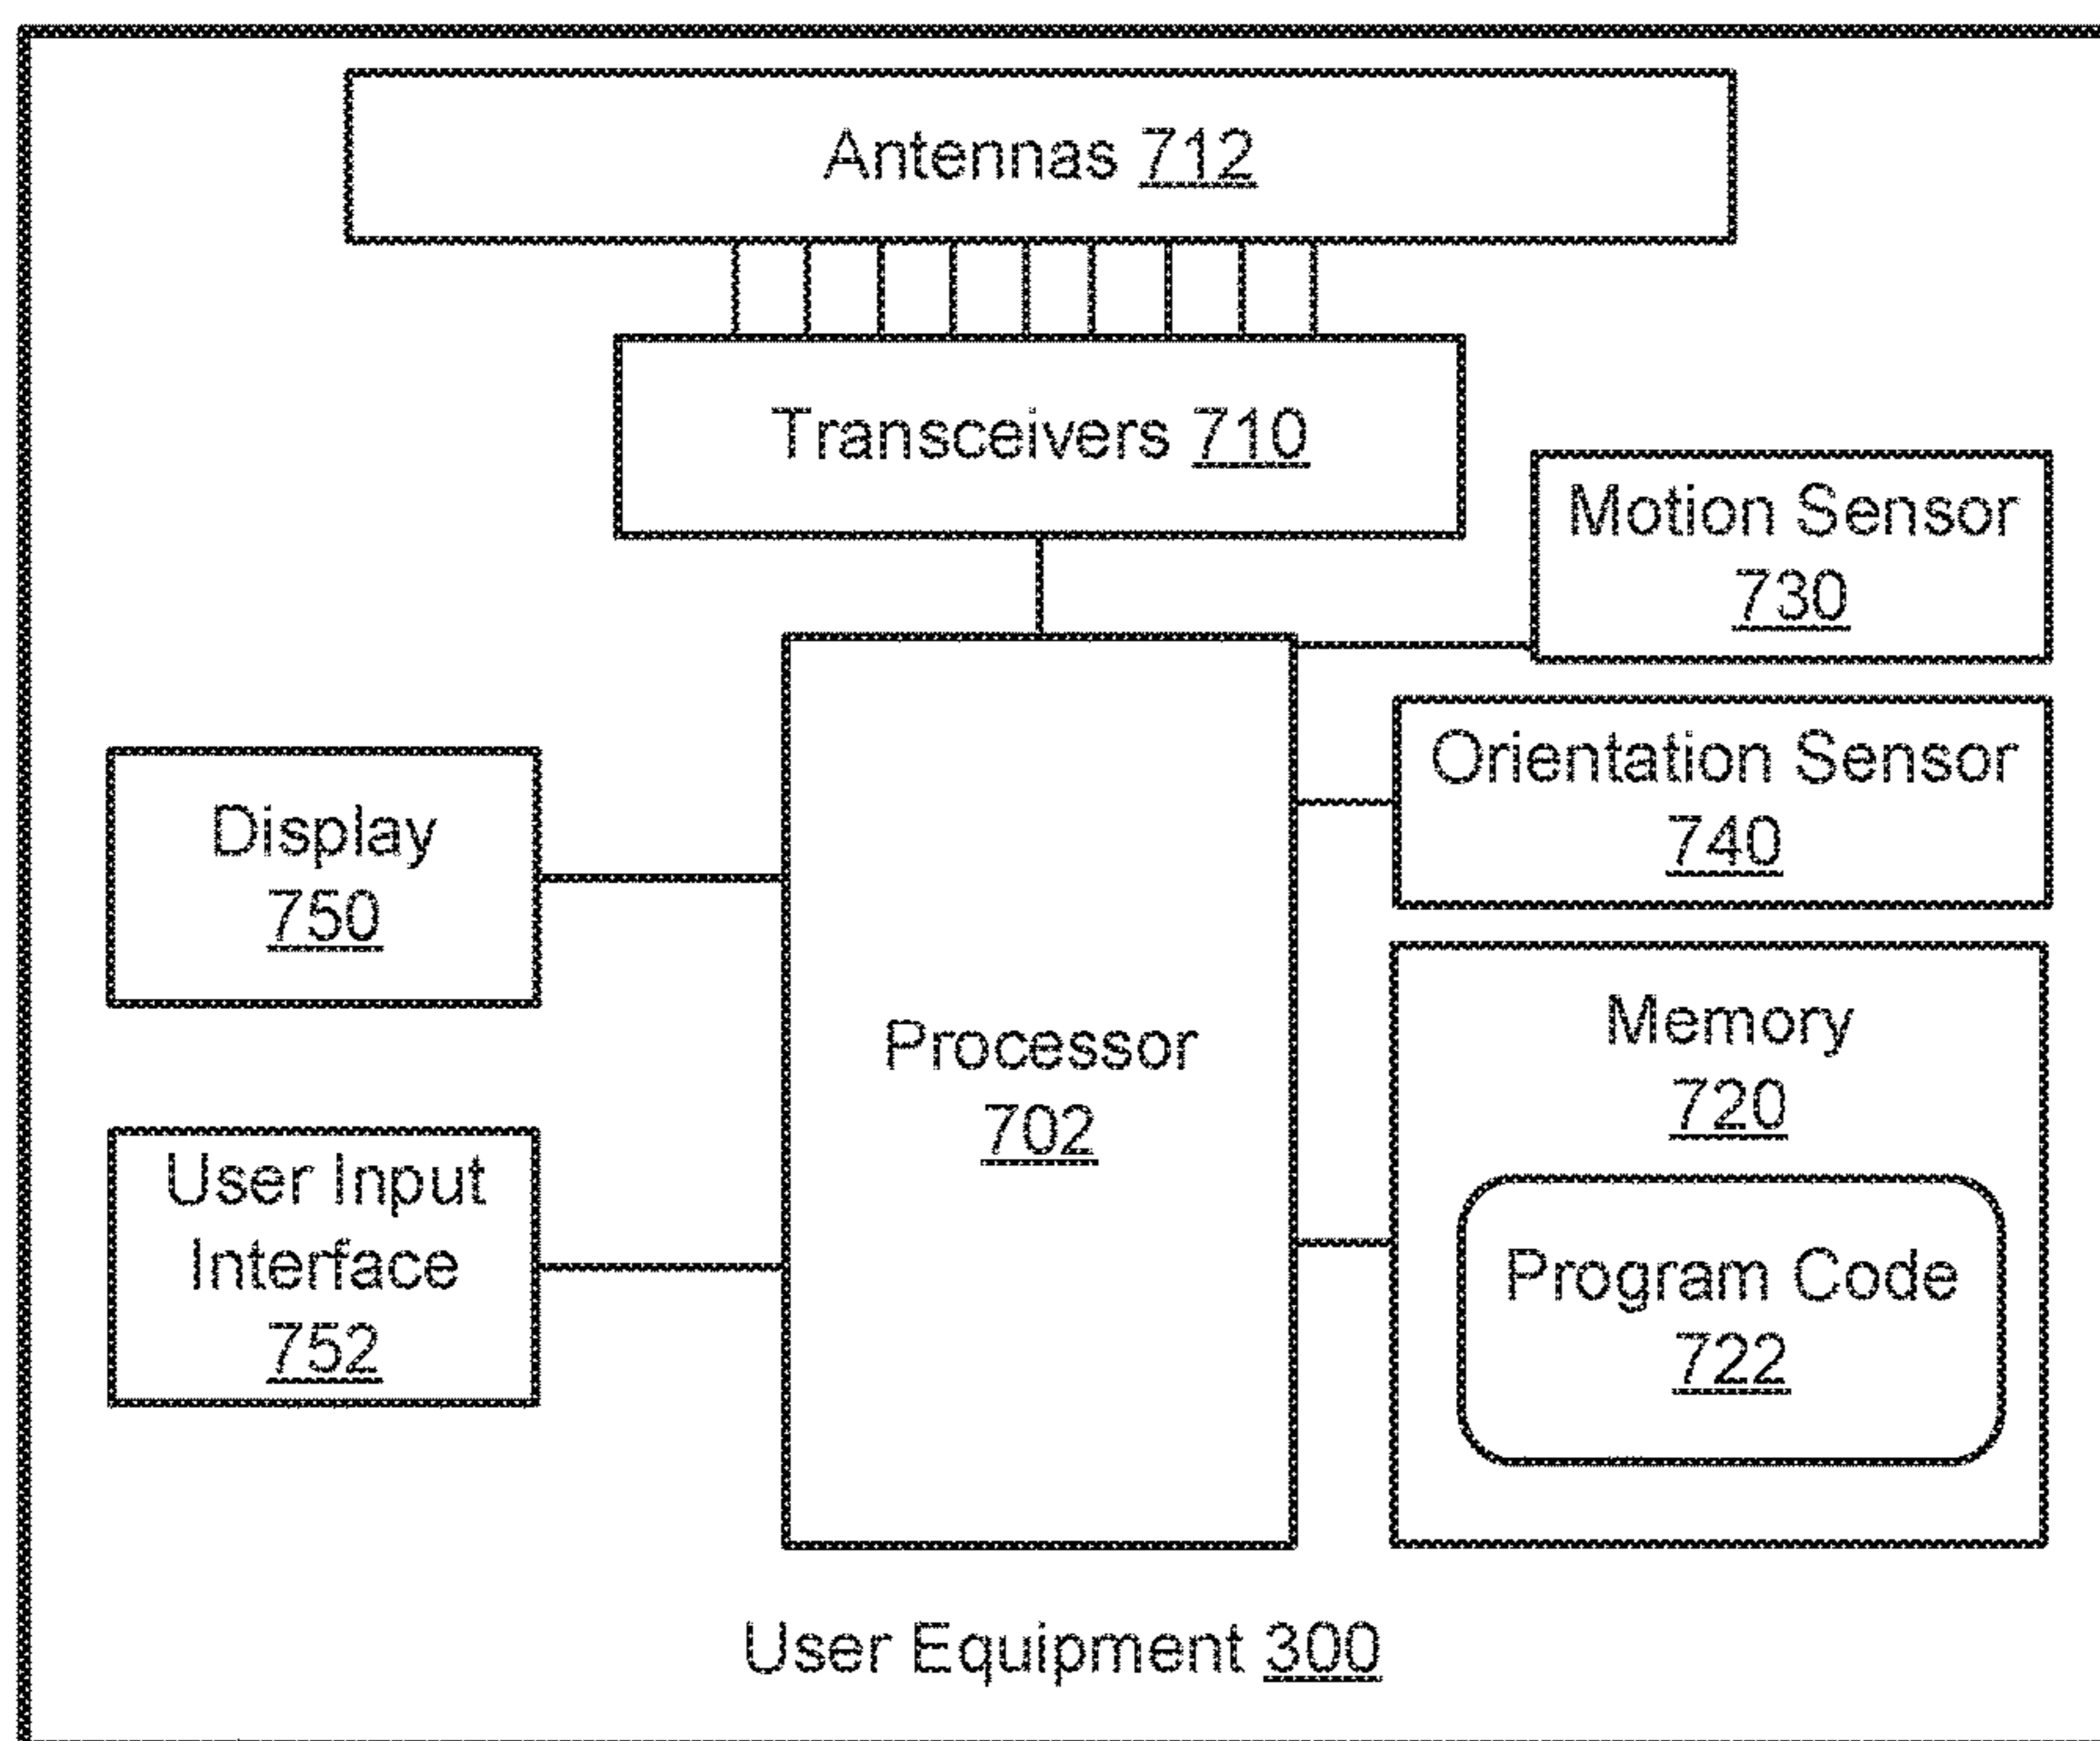 Antennas 712
Transceivers 710
Motion Sensor
730
Orientation Sensor
740
Display
750
Processor
702
Memory
720
User Input
Interface
752
Program Code
722
User Equipment 300